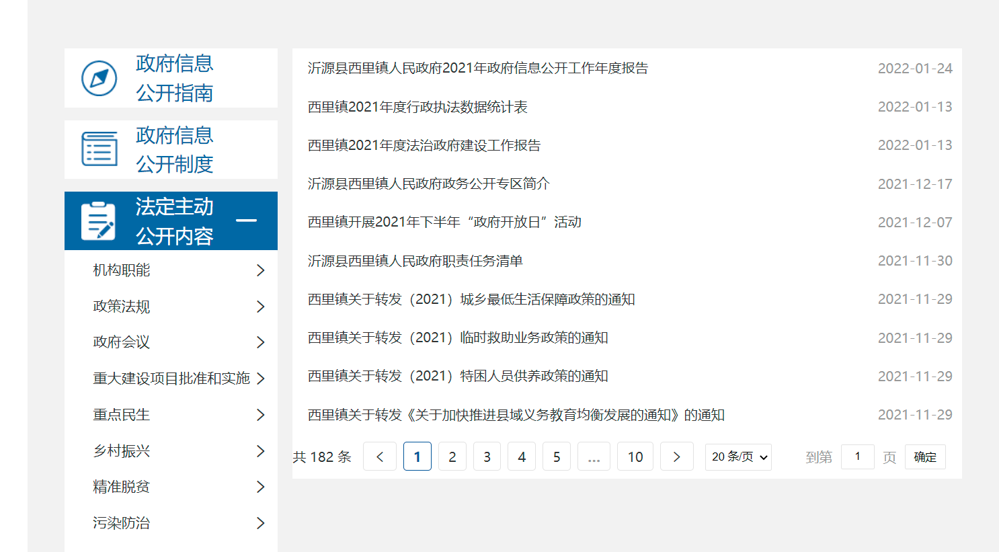 政府信息
公开指南
政府信息
公开制度
法定主动
公开内容
机构职能
政策法规
政府会议
重大建设项目批准和实施
重点民生
乡村振兴
精准脱贫
污染防治
沂源县西里镇人民政府2021年政府信息公开工作年度报告 2022-01-24
西里镇2021年度行政执法数据统计表 2022-01-13
西里镇2021年度法治政府建设工作报告 2022-01-13
沂源县西里镇人民政府政务公开专区简介 2021-12-17
西里镇开展2021年下半年“政府开放日”活动 2021-12-07
沂源县西里镇人民政府职责任务清单 2021-11-30
西里镇关于转发（2021）城乡最低生活保障政策的通知 2021-11-29
西里镇关于转发（2021）临时救助业务政策的通知 2021-11-29
西里镇关于转发（2021）特困人员供养政策的通知 2021-11-29
西里镇关于转发《关于加快推进县域义务教育均衡发展的通知》的通知 2021-11-29
共 182 条 < 1 2 3 4 5 … 10 > 20 条/页 到第 1 页 确定